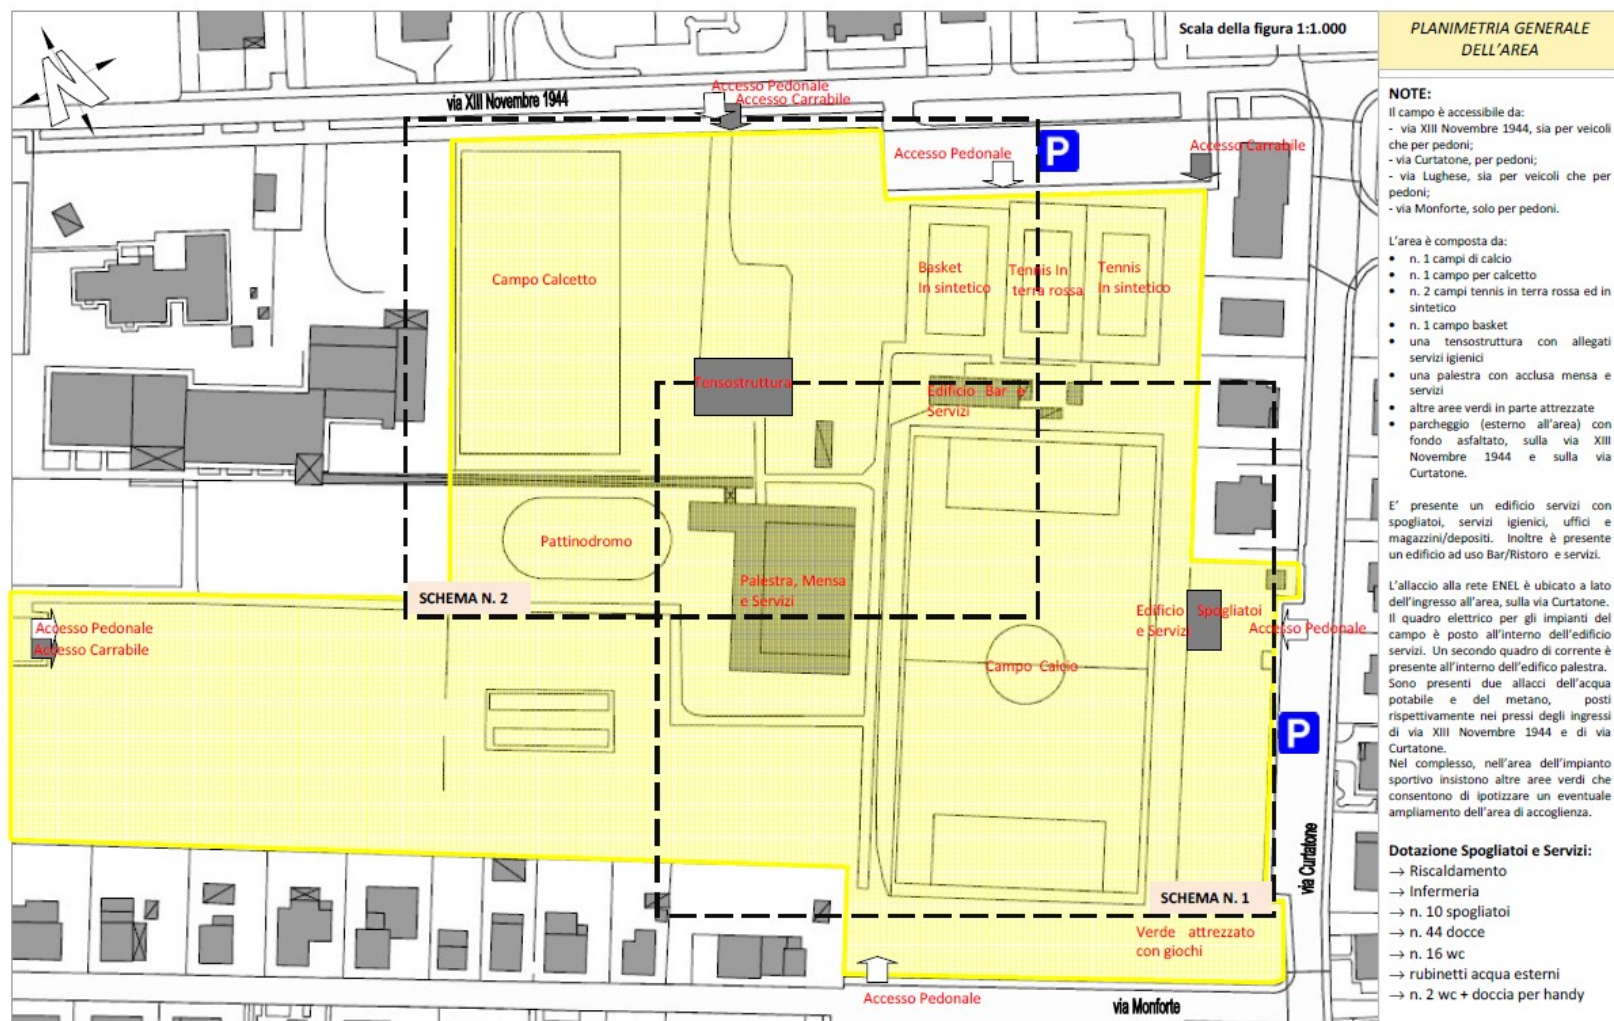 Scala della figura 1:1.000
via XIII Novembre 1944
Accesso Pedonale
Accesso Carrabile
P
Accesso Pedonale
Accesso Carrabile
Campo Calcetto
Basket
In sintetico
Tennis In
terra rossa
Tennis
In sintetico
Tensostruttura
Edificio Bar e
Servizi
Pattinodromo
Palestra, Mensa
e Servizi
SCHEMA N. 2
Edificio Spogliatoi
e Servizi
Accesso Pedonale
Accesso Pedonale
Accesso Carrabile
Campo Calcio
P
via Curtatone
SCHEMA N. 1
Verde attrezzato
con giochi
Accesso Pedonale
via Monforte
PLANIMETRIA GENERALE
DELL'AREA
NOTE:
Il campo è accessibile da:
- via XIII Novembre 1944, sia per veicoli
che per pedoni;
- via Curtatone, per pedoni;
- via Lughese, sia per veicoli che per
pedoni;
- via Monforte, solo per pedoni.
L'area è composta da:
• n. 1 campi di calcio
• n. 1 campo per calcetto
• n. 2 campi tennis in terra rossa ed in
sintetico
• n. 1 campo basket
• una tensostruttura con allegati
servizi igienici
• una palestra con acclusa mensa e
servizi
• altre aree verdi in parte attrezzate
• parcheggio (esterno all'area) con
fondo asfaltato, sulla via XIII
Novembre 1944 e sulla via
Curtatone.
E' presente un edificio servizi con
spogliatoi, servizi igienici, uffici e
magazzini/depositi. Inoltre è presente
un edificio ad uso Bar/Ristoro e servizi.
L'allaccio alla rete ENEL è ubicato a lato
dell'ingresso all'area, sulla via Curtatone.
Il quadro elettrico per gli impianti del
campo è posto all'interno dell'edificio
servizi. Un secondo quadro di corrente è
presente all'interno dell'edifico palestra.
Sono presenti due allacci dell'acqua
potabile e del metano, posti
rispettivamente nei pressi degli ingressi
di via XIII Novembre 1944 e di via
Curtatone.
Nel complesso, nell'area dell'impianto
sportivo insistono altre aree verdi che
consentono di ipotizzare un eventuale
ampliamento dell'area di accoglienza.
Dotazione Spogliatoi e Servizi:
→ Riscaldamento
→ Infermeria
→ n. 10 spogliatoi
→ n. 44 docce
→ n. 16 wc
→ rubinetti acqua esterni
→ n. 2 wc + doccia per handy